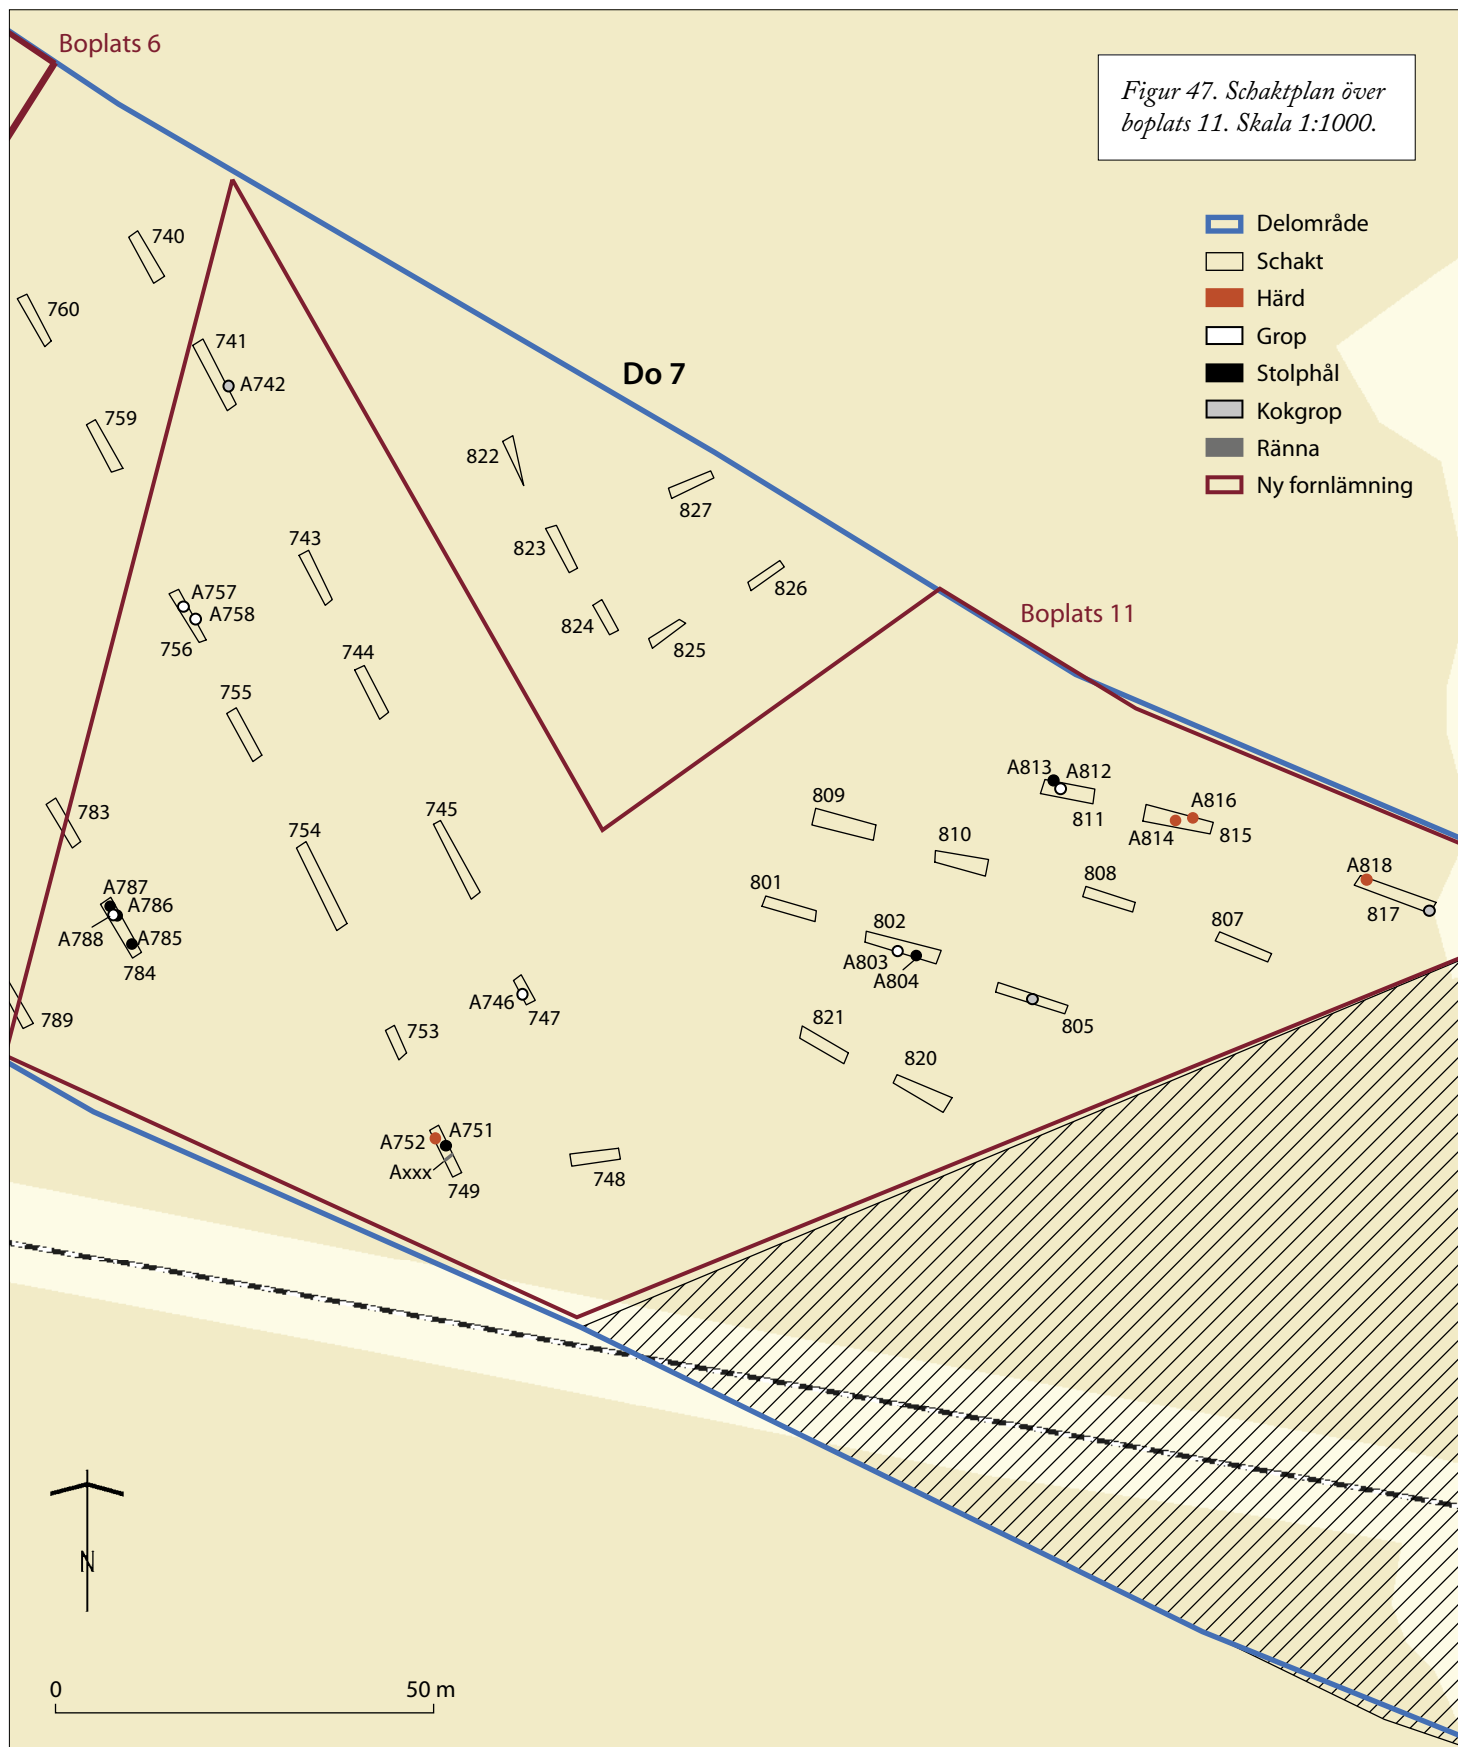 Boplats 6
Figur 47. Schaktplan över
boplats 11. Skala 1:1000.
Delområde
Schakt
Härd
Grop
Stolphål
Kokgrop
Ränna
Ny fornlämning
740
760
741
A742
759
Do 7
822
827
823
826
824
825
743
A757
A758
756
744
755
Boplats 11
783
754
745
A813
A812
811
A816
A814
815
809
810
808
A818
817
801
802
A803
A804
807
805
A787
A786
A788
A785
784
789
A746
747
753
821
820
A752
A751
Axxx
749
748
N
0
50 m